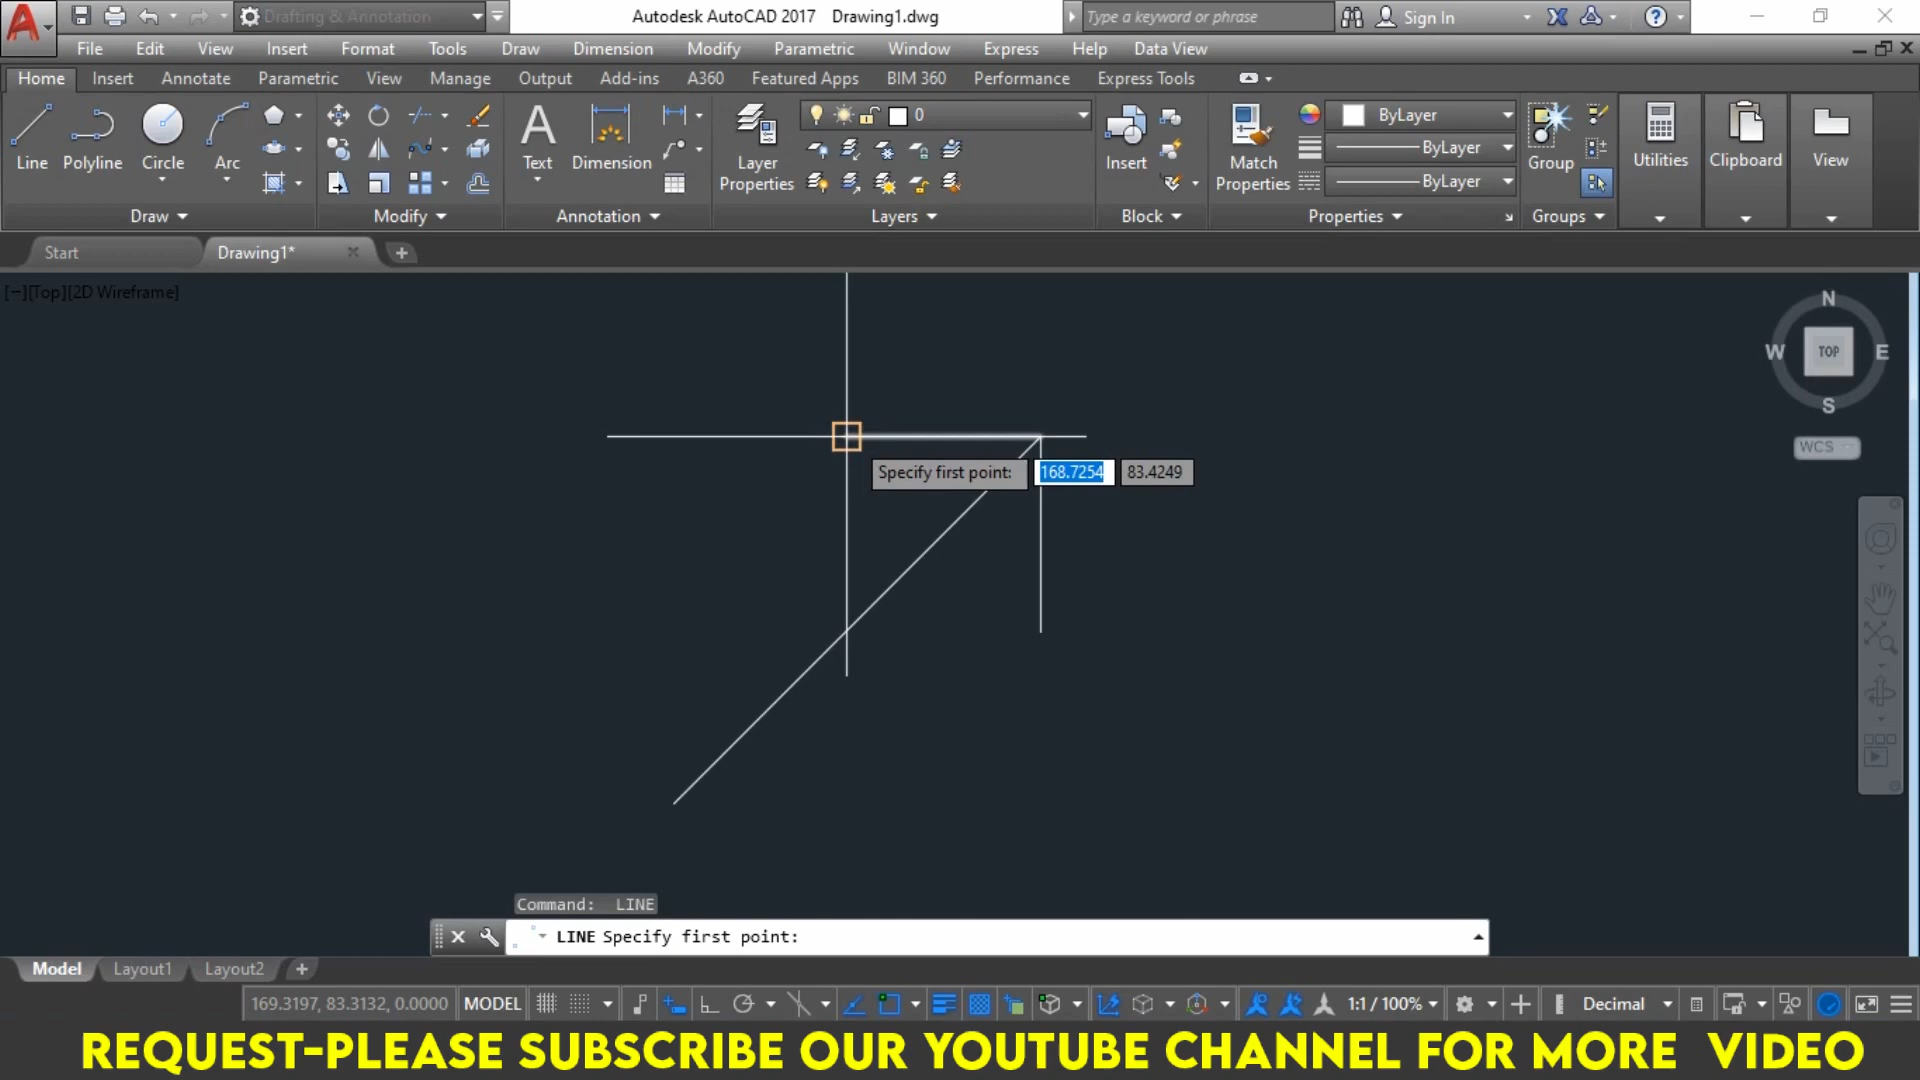 Drafting & Annotation
Autodesk AutoCAD 2017 Drawing1.dwg
Type a keyword or phrase
Sign In
File Edit View Insert Format Tools Draw Dimension Modify Parametric Window Express Help Data View
Home Insert Annotate Parametric View Manage Output Add-ins A360 Featured Apps BIM 360 Performance Express Tools
0
ByLayer
ByLayer
ByLayer
Line Polyline Circle Arc
Text Dimension
Layer Properties
Insert
Match Properties
Group
Utilities Clipboard View
Draw Modify Annotation Layers Block Properties Groups
Start Drawing1*
[−][Top][2D Wireframe]
N
W TOP E
S
WCS
Specify first point: 168.7254 83.4249
Command: LINE
LINE Specify first point:
Model Layout1 Layout2
169.3197, 83.3132, 0.0000 MODEL 1:1 / 100% Decimal
REQUEST-PLEASE SUBSCRIBE OUR YOUTUBE CHANNEL FOR MORE VIDEO